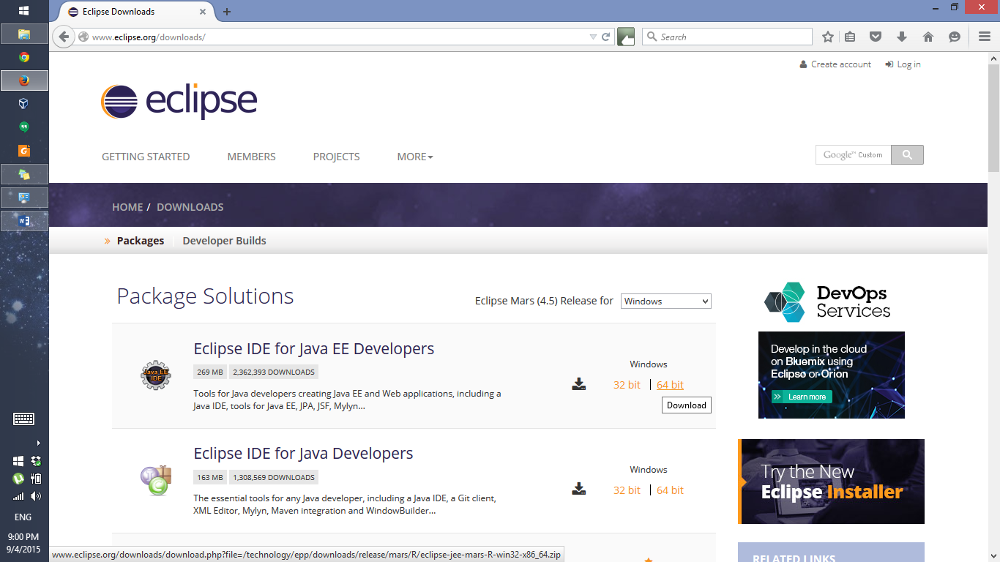 Eclipse Downloads
www.eclipse.org/downloads/
Search
Create account
Log in
eclipse
GETTING STARTED
MEMBERS
PROJECTS
MORE
Google™ Custom
HOME / DOWNLOADS
» Packages
Developer Builds
Package Solutions
Eclipse Mars (4.5) Release for
Windows
Java EE
IDE
Eclipse IDE for Java EE Developers
269 MB
2,362,393 DOWNLOADS
Tools for Java developers creating Java EE and Web applications, including a
Java IDE, tools for Java EE, JPA, JSF, Mylyn...
Windows
32 bit | 64 bit
Download
Eclipse IDE for Java Developers
163 MB
1,308,569 DOWNLOADS
The essential tools for any Java developer, including a Java IDE, a Git client,
XML Editor, Mylyn, Maven integration and WindowBuilder...
Windows
32 bit | 64 bit
DevOps
Services
Develop in the cloud
on Bluemix using
Eclipse or Orion
Learn more
Try the New
Eclipse Installer
RELATED LINKS
www.eclipse.org/downloads/download.php?file=/technology/epp/downloads/release/mars/R/eclipse-jee-mars-R-win32-x86_64.zip
ENG
9:00 PM
9/4/2015